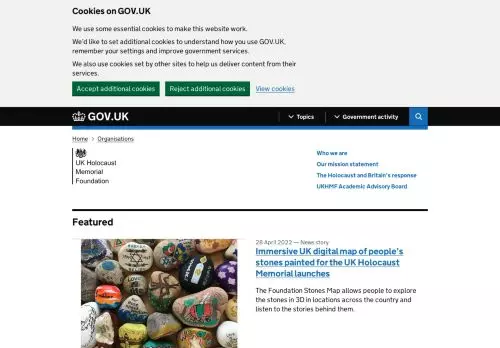 Cookies on GOV.UK
We use some essential cookies to make this website work.
We'd like to set additional cookies to understand how you use GOV.UK,
remember your settings and improve government services.
We also use cookies set by other sites to help us deliver content from their
services.
Accept additional cookies
Reject additional cookies
View cookies
GOV.UK
Topics
Government activity
Home
Organisations
UK Holocaust
Memorial
Foundation
Who we are
Our mission statement
The Holocaust and Britain's response
UKHMF Academic Advisory Board
Featured
28 April 2022 — News story
Immersive UK digital map of people's
stones painted for the UK Holocaust
Memorial launches
The Foundation Stones Map allows people to explore
the stones in 3D in locations across the country and
listen to the stories behind them.